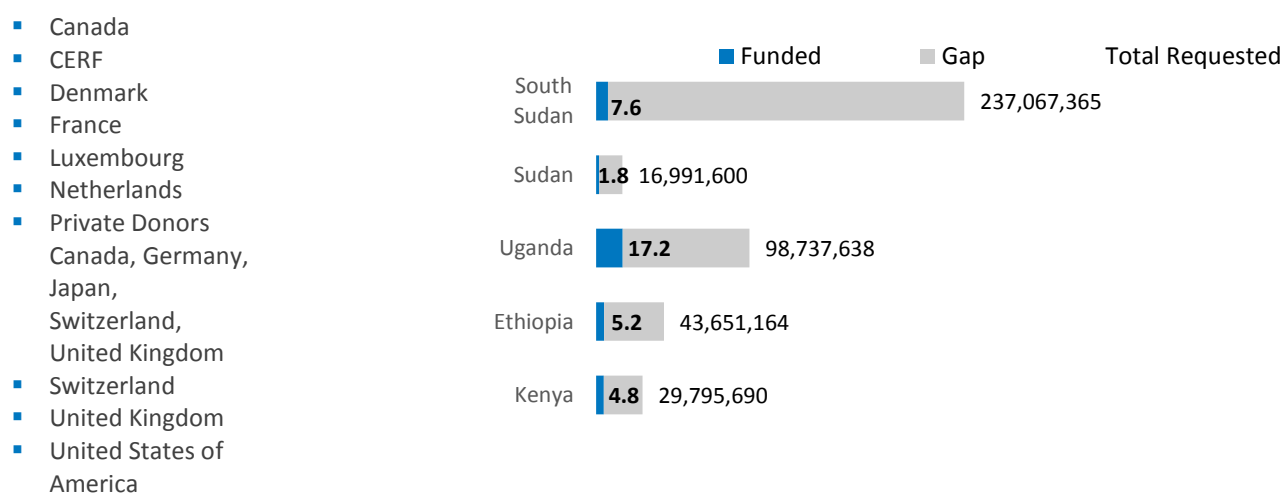 Canada
CERF
Denmark
France
Luxembourg
Netherlands
Private Donors
Canada, Germany,
Japan,
Switzerland,
United Kingdom
Switzerland
United Kingdom
United States of
America
Funded Gap Total Requested
South
Sudan
7.6 237,067,365
Sudan 1.8 16,991,600
Uganda 17.2 98,737,638
Ethiopia 5.2 43,651,164
Kenya 4.8 29,795,690